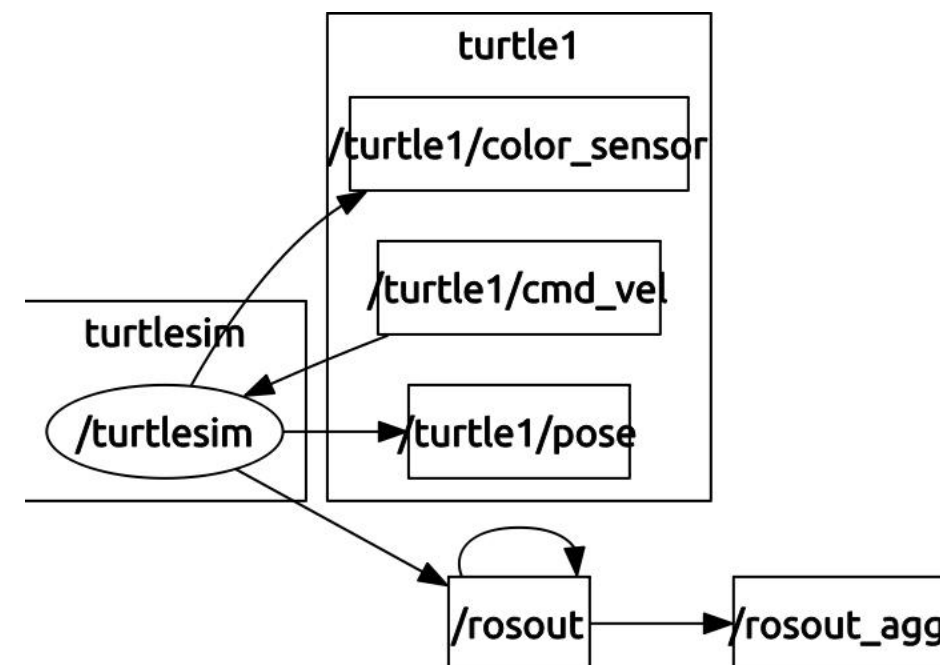 turtle1
/turtle1/color_sensor
/turtle1/cmd_vel
turtlesim
/turtlesim
/turtle1/pose
/rosout
/rosout_agg